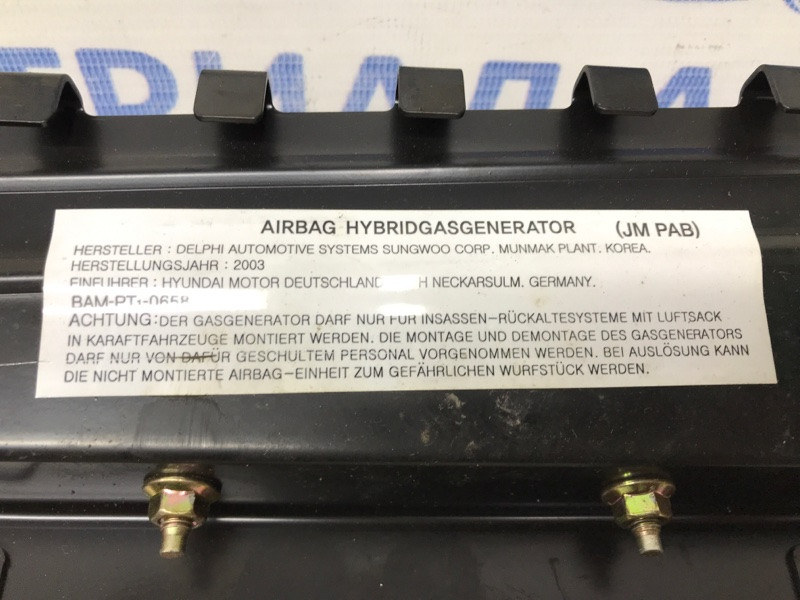 AIRBAG HYBRIDGASGENERATOR (JM PAB)
HERSTELLER : DELPHI AUTOMOTIVE SYSTEMS SUNGWOO CORP. MUNMAK PLANT. KOREA.
HERSTELLUNGSJAHR : 2003
EINFUHRER : HYUNDAI MOTOR DEUTSCHLAND NECKARSULM. GERMANY.
ACHTUNG: DER GASGENERATOR DARF NUR FÜR INSASSEN-RÜCKALTESYSTEME MIT LUFTSACK
IN KARAFTFAHRZEUGE MONTIERT WERDEN. DIE MONTAGE UND DEMONTAGE DES GASGENERATORS
DARF NUR VON DAFÜR GESCHULTEM PERSONAL VORGENOMMEN WERDEN. BEI AUSLÖSUNG KANN
DIE NICHT MONTIERTE AIRBAG-EINHEIT ZUM GEFÄHRLICHEN WURFSTÜCK WERDEN.